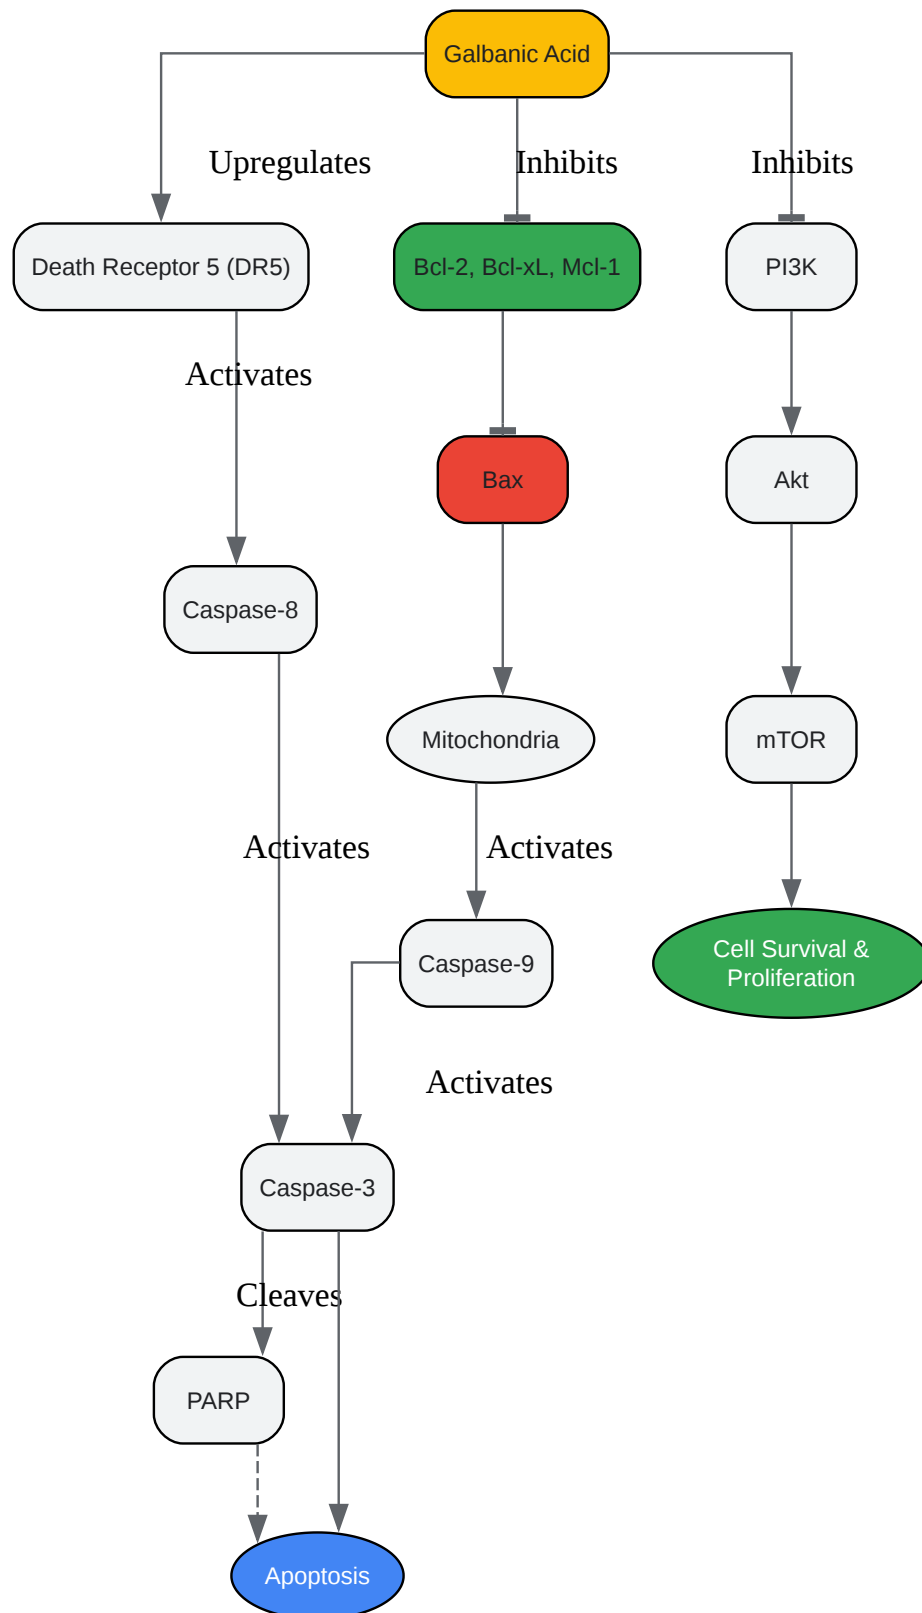 Galbanic Acid
Upregulates
Inhibits
Inhibits
Death Receptor 5 (DR5)
Bcl-2, Bcl-xL, Mcl-1
PI3K
Activates
Bax
Akt
Caspase-8
Mitochondria
mTOR
Activates
Activates
Caspase-9
Cell Survival &
Proliferation
Activates
Caspase-3
Cleaves
PARP
Apoptosis